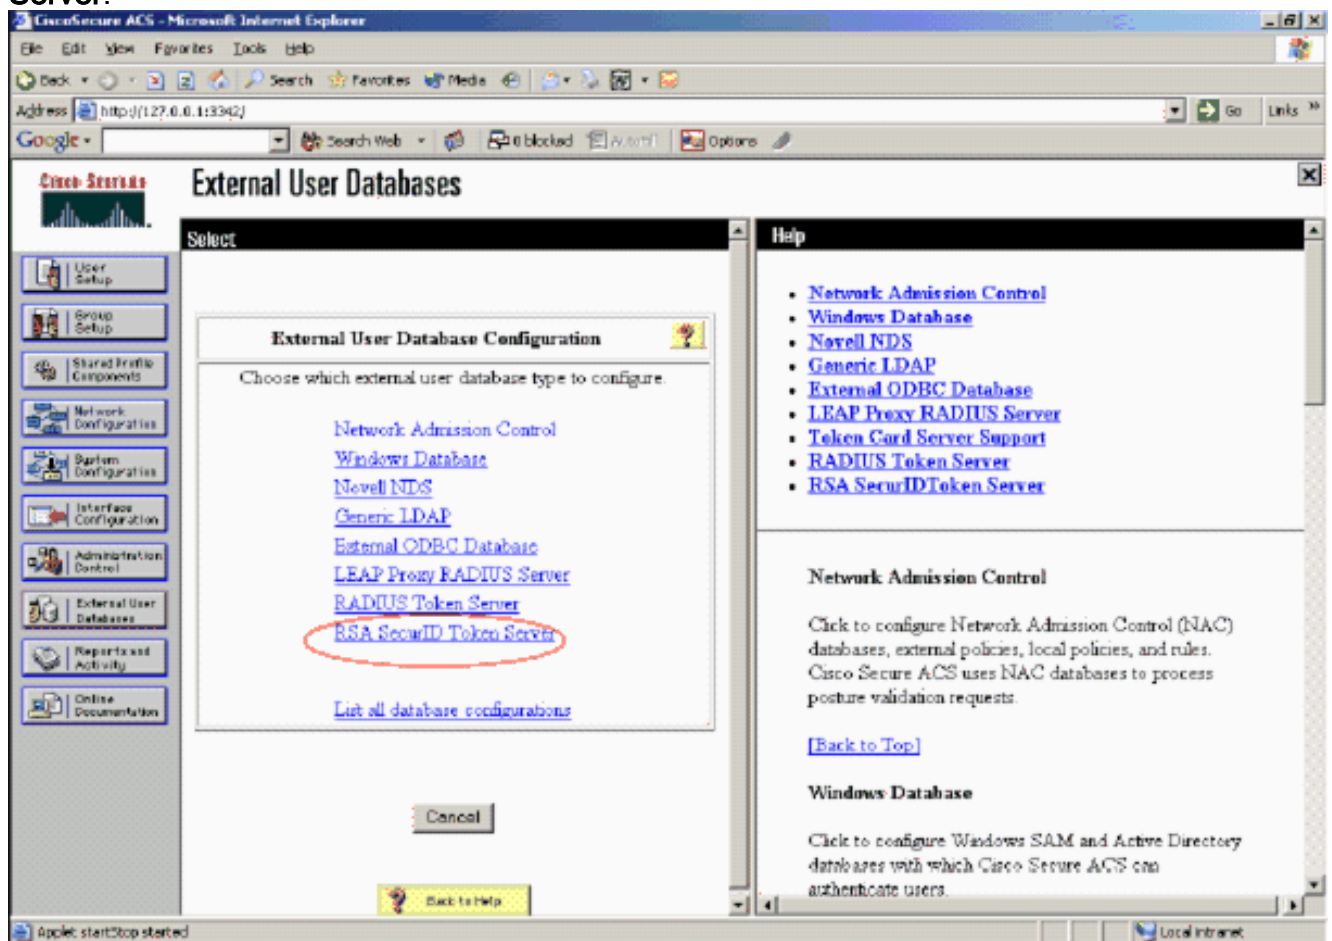 Server.
CiscoSecure ACS - Microsoft Internet Explorer
File Edit View Favorites Tools Help
Back Search Favorites Media
Address http://127.0.0.1:3342/ Go Links »
Google Search Web 0 blocked AutoFill Options
Cisco Systems
External User Databases
User Setup
Group Setup
Shared Profile Components
Network Configuration
System Configuration
Interface Configuration
Administration Control
External User Databases
Reports and Activity
Online Documentation
Select
External User Database Configuration
Choose which external user database type to configure.
Network Admission Control
Windows Database
Novell NDS
Generic LDAP
External ODBC Database
LEAP Proxy RADIUS Server
RADIUS Token Server
RSA SecurID Token Server
List all database configurations
Cancel
Back to Help
Help
• Network Admission Control
• Windows Database
• Novell NDS
• Generic LDAP
• External ODBC Database
• LEAP Proxy RADIUS Server
• Token Card Server Support
• RADIUS Token Server
• RSA SecurIDToken Server
Network Admission Control
Click to configure Network Admission Control (NAC)
databases, external policies, local policies, and rules.
Cisco Secure ACS uses NAC databases to process
posture validation requests.
[Back to Top]
Windows Database
Click to configure Windows SAM and Active Directory
databases with which Cisco Secure ACS can
authenticate users.
Applet startStop started
Local intranet